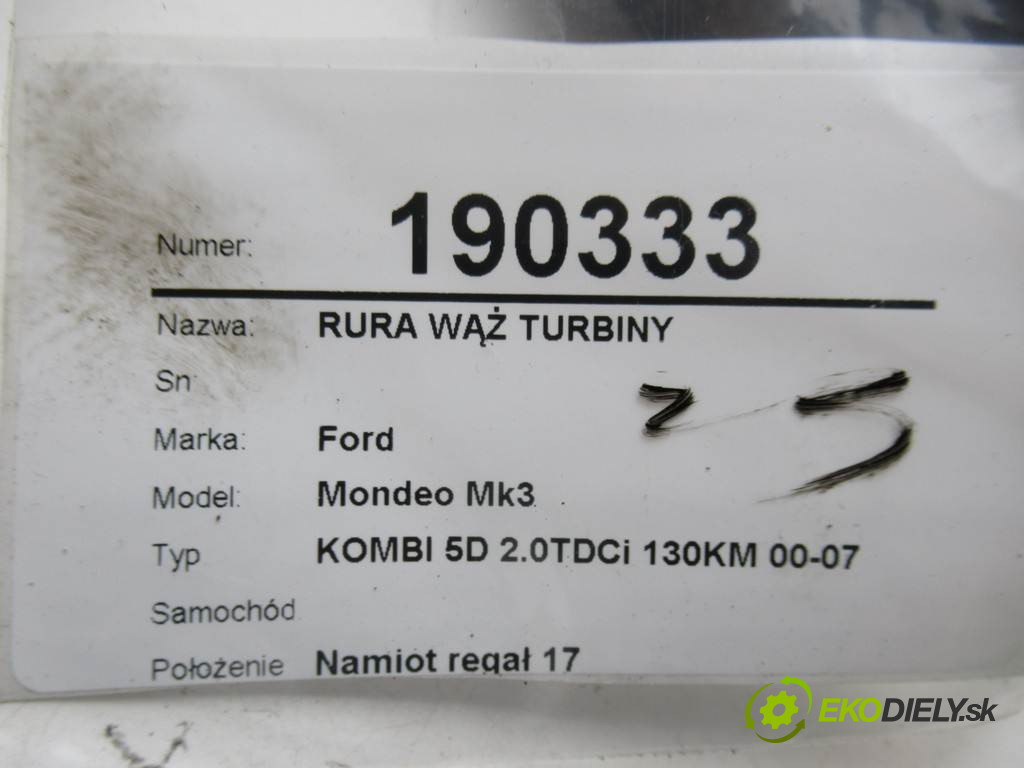 Numer: 190333
Nazwa: RURA WĄŻ TURBINY
Sn
25
Marka: Ford
Model: Mondeo Mk3
Typ KOMBI 5D 2.0TDCi 130KM 00-07
Samochód
Położenie Namiot regał 17
EKODIELY.sk